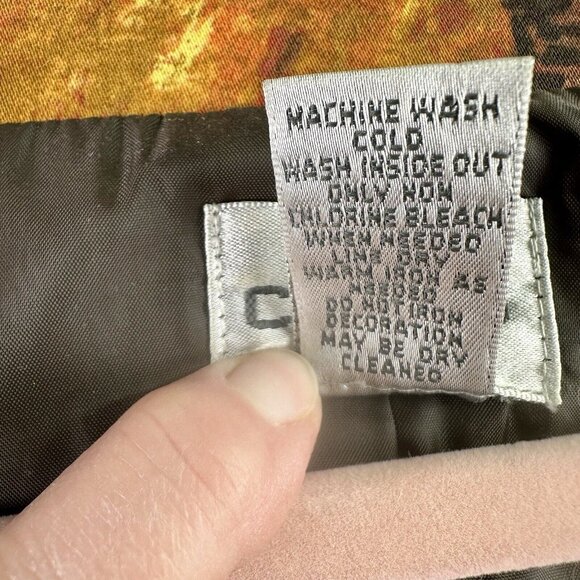 MACHINE WASH
COLD
WASH INSIDE OUT
ONLY NON
CHLORINE BLEACH
WHEN NEEDED
LINE DRY
WARM IRON AS
NEEDED
DO NOT IRON
DECORATION
MAY BE DRY
CLEANED
C